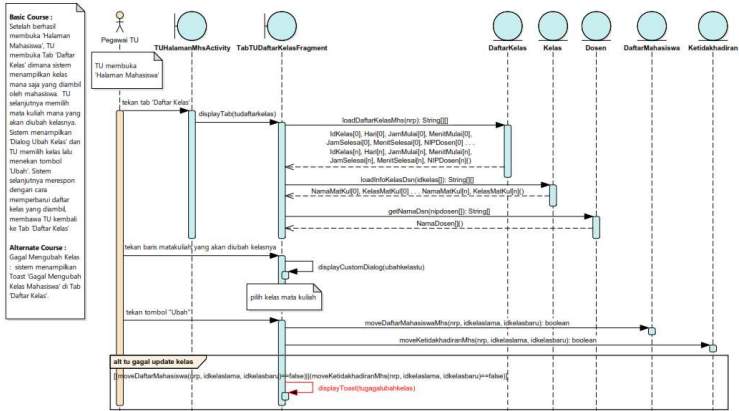 Basic Course :
Setelah berhasil
membuka 'Halaman
Mahasiswa', TU
membuka Tab 'Daftar
Kelas' dimana sistem
menampilkan kelas
mana saja yang diambil
oleh mahasiswa. TU
selanjutnya memilih
mata kuliah mana yang
akan diubah kelasnya.
Sistem menampilkan
'Dialog Ubah Kelas' dan
TU memilih kelas lalu
menekan tombol
'Ubah'. Sistem
selanjutnya merespon
dengan cara
memperbarui daftar
kelas yang diambil,
membawa TU kembali
ke Tab 'Daftar Kelas'
Alternate Course :
Gagal Mengubah Kelas
: sistem menampilkan
Toast 'Gagal Mengubah
Kelas Mahasiswa' di Tab
'Daftar Kelas'.
Pegawai TU
TUHalamanMhsActivity
TabTUDaftarKelasFragment
DaftarKelas
Kelas
Dosen
DaftarMahasiswa
Ketidakhadiran
TU membuka
'Halaman Mahasiswa'
tekan tab 'Daftar Kelas'
displayTab(tudaftarkelas)
loadDaftarKelasMhs(nrp): String[][]
IdKelas[0], Hari[0], JamMulai[0], MenitMulai[0],
JamSelesai[0], MenitSelesai[0], NIPDosen[0] . . .
IdKelas[n], Hari[n], JamMulai[n], MenitMulai[n],
JamSelesai[n], MenitSelesai[n], NIPDosen[n]()
loadInfoKelasDsn(idkelas[]): String[][]
NamaMatKul[0], KelasMatKul[0] . . . NamaMatKul[n], KelasMatKul[n]()
getNamaDsn(nipdosen[]): String[]
NamaDosen[]()
tekan baris matakuliah yang akan diubah kelasnya
displayCustomDialog(ubahkelastu)
pilih kelas mata kuliah
tekan tombol "Ubah"
moveDaftarMahasiswaMhs(nrp, idkelaslama, idkelasbaru): boolean
moveKetidakhadiranMhs(nrp, idkelaslama, idkelasbaru): boolean
alt tu gagal update kelas
[(moveDaftarMahasiswa(nrp, idkelaslama, idkelasbaru)==false)||(moveKetidakhadiranMhs(nrp, idkelaslama, idkelasbaru)==false)]
displayToast(tugagalubahkelas)